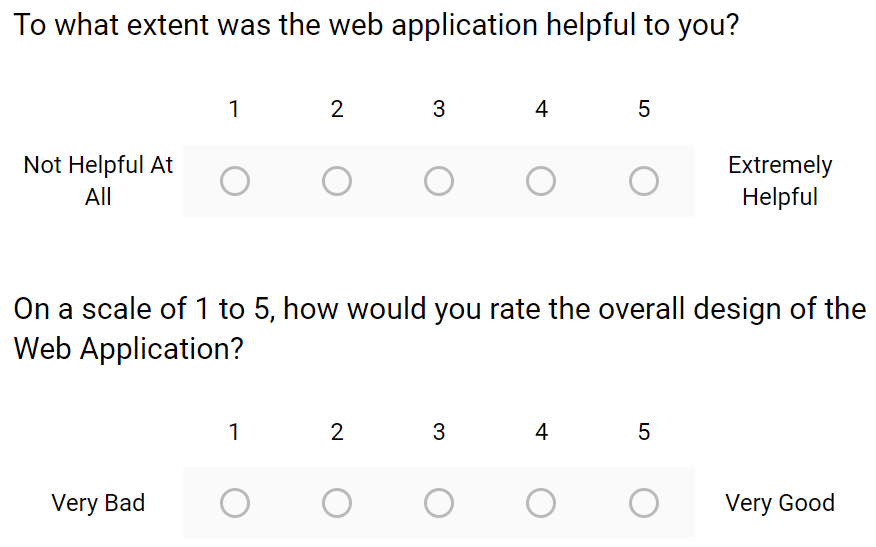 To what extent was the web application helpful to you?
1 2 3 4 5
Not Helpful At
All
Extremely
Helpful
On a scale of 1 to 5, how would you rate the overall design of the
Web Application?
1 2 3 4 5
Very Bad
Very Good